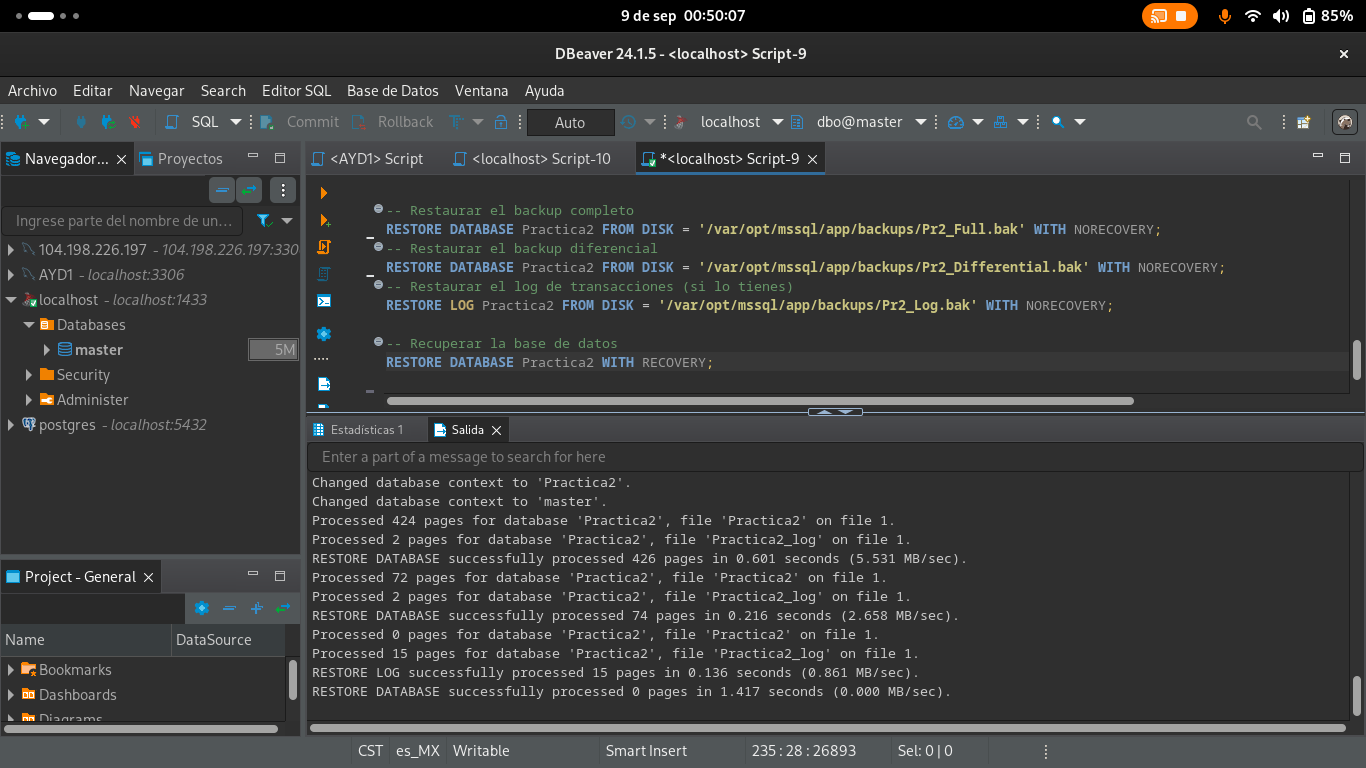 9 de sep 00:50:07
85%
DBeaver 24.1.5 - <localhost> Script-9
Archivo Editar Navegar Search Editor SQL Base de Datos Ventana Ayuda
SQL Commit Rollback Auto localhost dbo@master
Navegador... Proyectos
<AYD1> Script <localhost> Script-10 *<localhost> Script-9
Ingrese parte del nombre de un...
104.198.226.197 - 104.198.226.197:330
AYD1 - localhost:3306
localhost - localhost:1433
Databases
master 5M
Security
Administer
postgres - localhost:5432
-- Restaurar el backup completo
RESTORE DATABASE Practica2 FROM DISK = '/var/opt/mssql/app/backups/Pr2_Full.bak' WITH NORECOVERY;
-- Restaurar el backup diferencial
RESTORE DATABASE Practica2 FROM DISK = '/var/opt/mssql/app/backups/Pr2_Differential.bak' WITH NORECOVERY;
-- Restaurar el log de transacciones (si lo tienes)
RESTORE LOG Practica2 FROM DISK = '/var/opt/mssql/app/backups/Pr2_Log.bak' WITH NORECOVERY;
-- Recuperar la base de datos
RESTORE DATABASE Practica2 WITH RECOVERY;
Estadísticas 1 Salida
Enter a part of a message to search for here
Changed database context to 'Practica2'.
Changed database context to 'master'.
Processed 424 pages for database 'Practica2', file 'Practica2' on file 1.
Processed 2 pages for database 'Practica2', file 'Practica2_log' on file 1.
RESTORE DATABASE successfully processed 426 pages in 0.601 seconds (5.531 MB/sec).
Processed 72 pages for database 'Practica2', file 'Practica2' on file 1.
Processed 2 pages for database 'Practica2', file 'Practica2_log' on file 1.
RESTORE DATABASE successfully processed 74 pages in 0.216 seconds (2.658 MB/sec).
Processed 0 pages for database 'Practica2', file 'Practica2' on file 1.
Processed 15 pages for database 'Practica2', file 'Practica2_log' on file 1.
RESTORE LOG successfully processed 15 pages in 0.136 seconds (0.861 MB/sec).
RESTORE DATABASE successfully processed 0 pages in 1.417 seconds (0.000 MB/sec).
Project - General
Name DataSource
Bookmarks
Dashboards
Diagrams
CST es_MX Writable Smart Insert 235 : 28 : 26893 Sel: 0 | 0